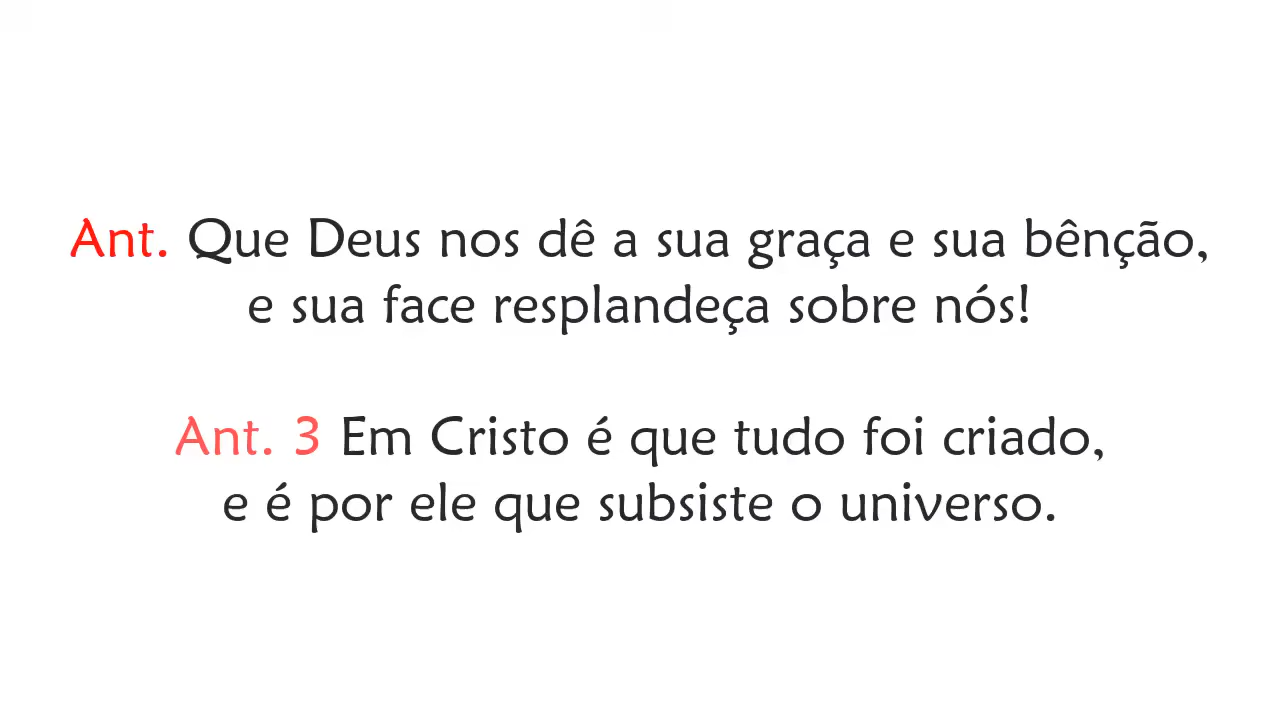 Ant. Que Deus nos dê a sua graça e sua bênção,
e sua face resplandeça sobre nós!
Ant. 3 Em Cristo é que tudo foi criado,
e é por ele que subsiste o universo.